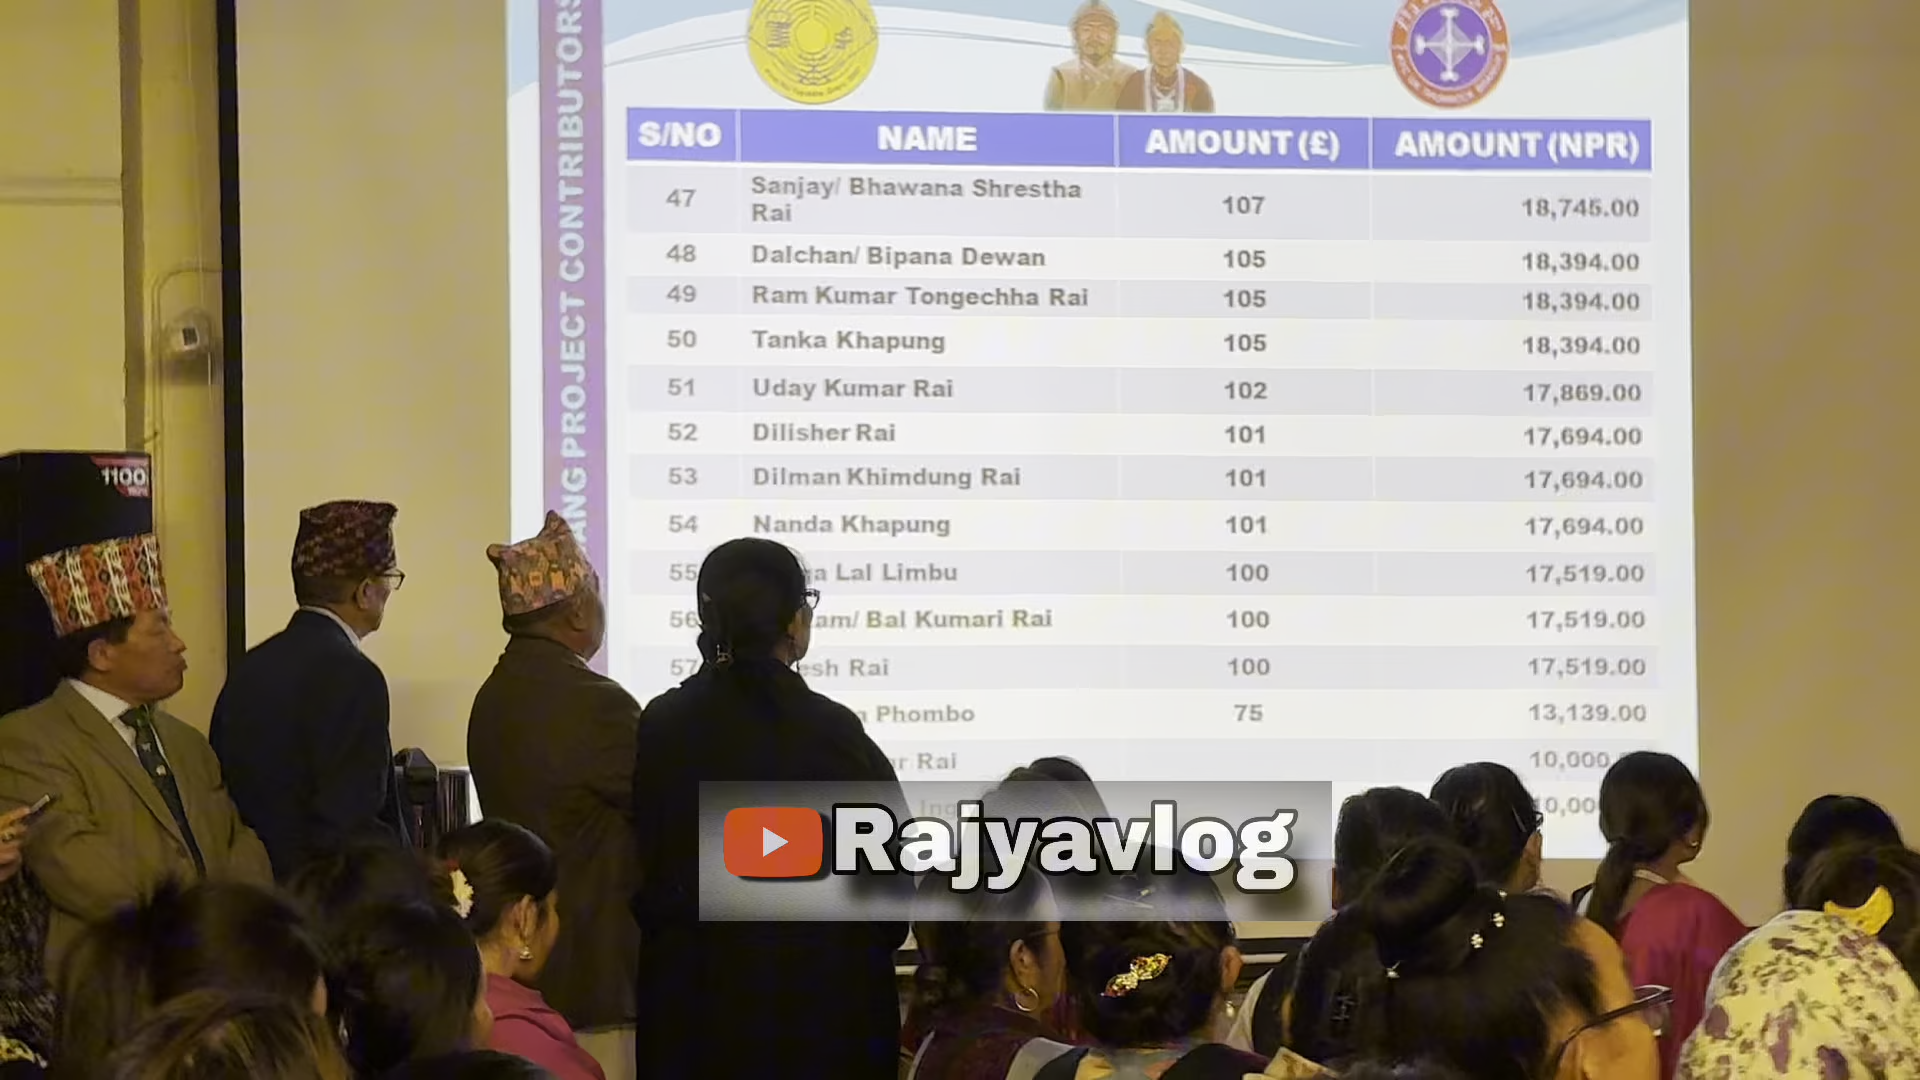 ANG PROJECT CONTRIBUTORS
S/NO NAME AMOUNT (£) AMOUNT (NPR)
47 Sanjay/ Bhawana Shrestha Rai 107 18,745.00
48 Dalchan/ Bipana Dewan 105 18,394.00
49 Ram Kumar Tongechha Rai 105 18,394.00
50 Tanka Khapung 105 18,394.00
51 Uday Kumar Rai 102 17,869.00
52 Dilisher Rai 101 17,694.00
53 Dilman Khimdung Rai 101 17,694.00
54 Nanda Khapung 101 17,694.00
55 Lal Limbu 100 17,519.00
56 Bal Kumari Rai 100 17,519.00
57 Rai 100 17,519.00
Phombo 75 13,139.00
Rai 10,000
1100
Rajyavlog